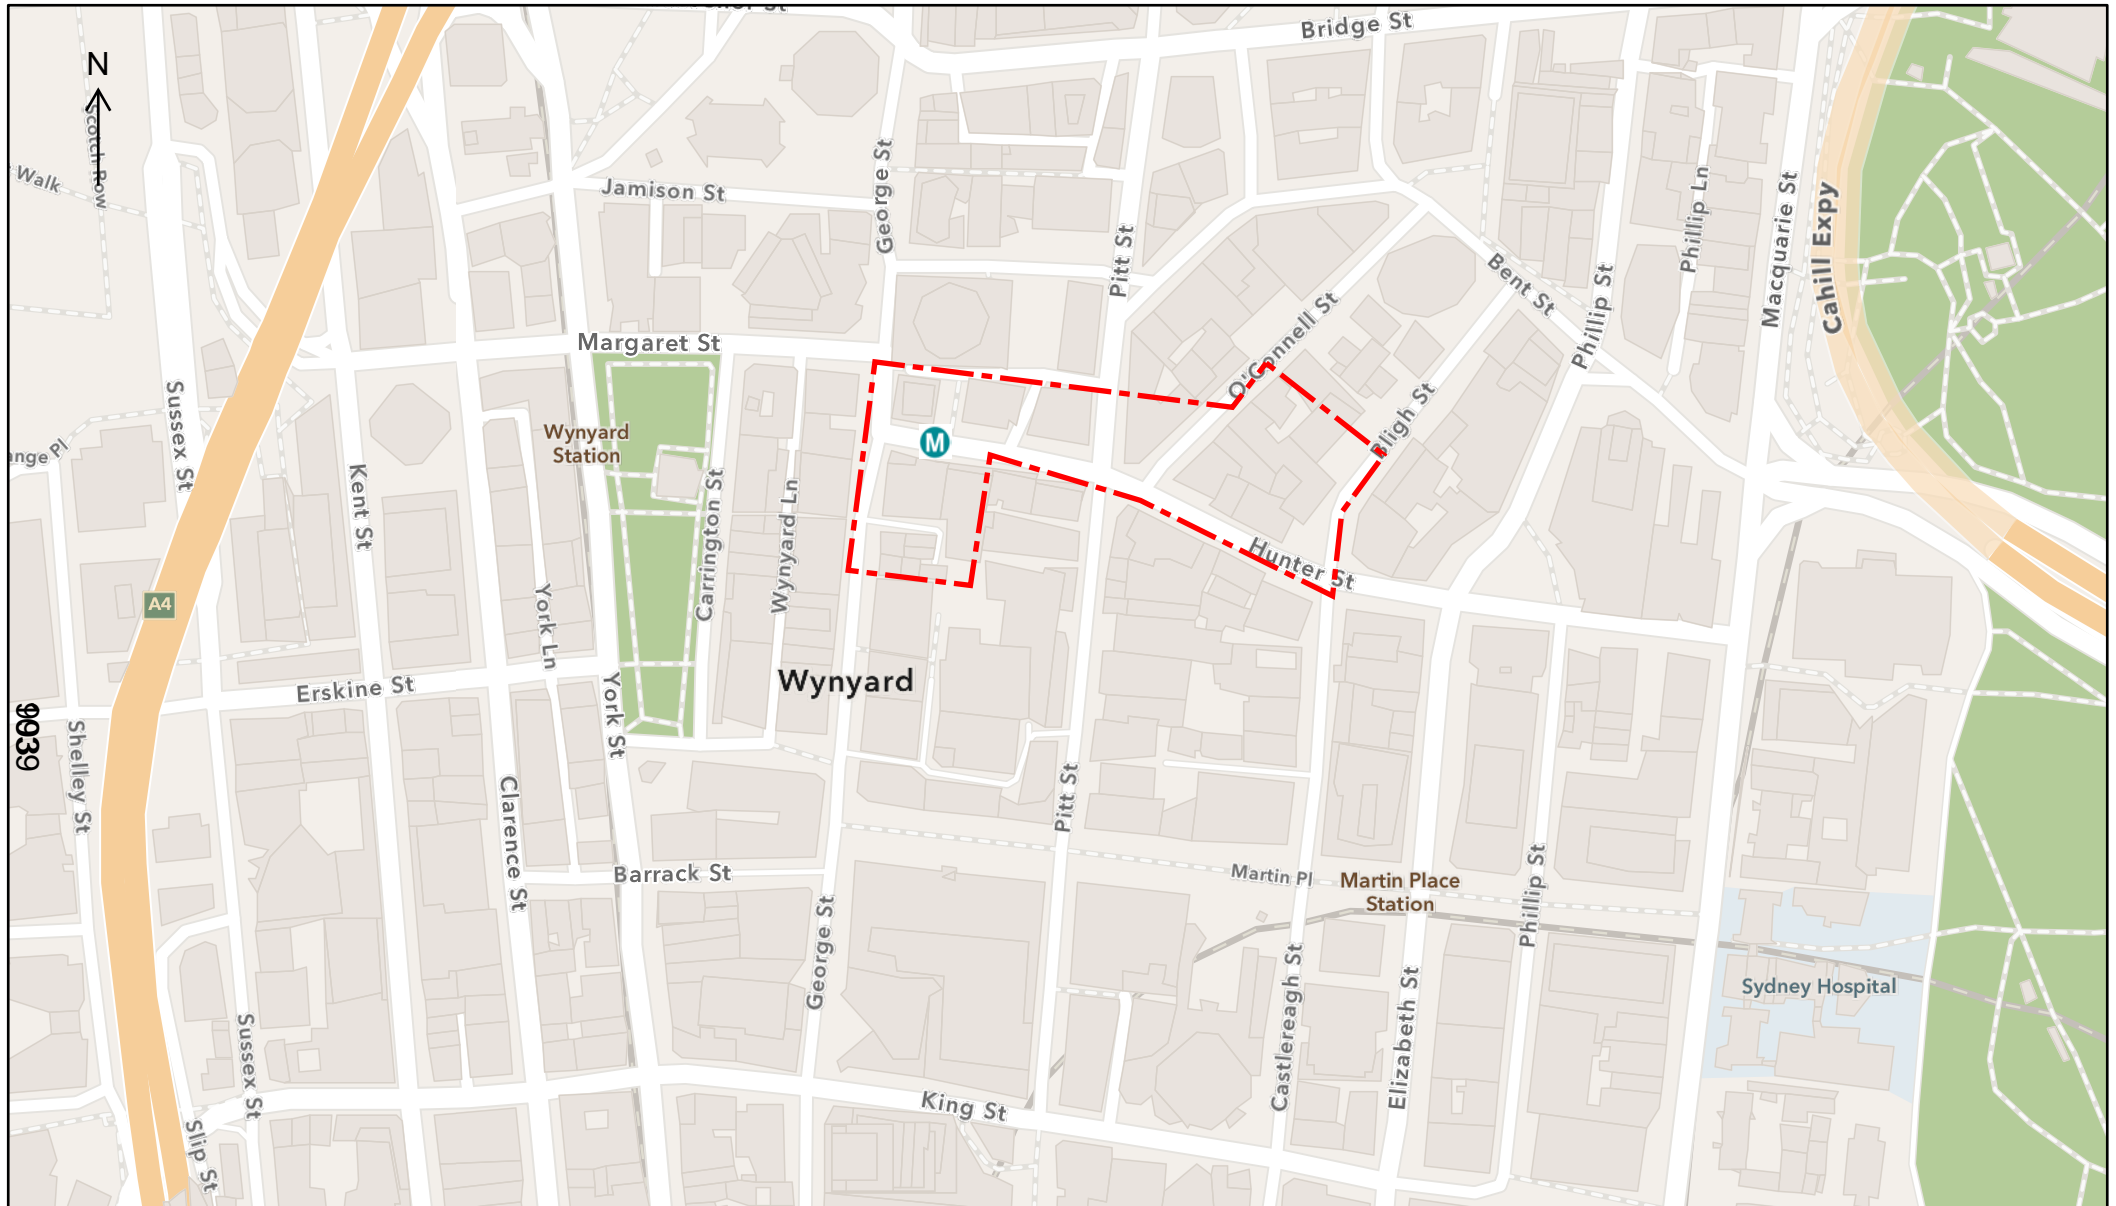 Bridge St
N
Scotch Row
Walk
Jamison St
George St
Pitt St
Phillip Ln
Macquarie St
Cahill Expy
Bent St
Phillip St
O'Connell St
Margaret St
Bligh St
Sussex St
Wynyard
Station
M
Kent St
Carrington St
Wynyard Ln
Hunter St
A4
York Ln
Wynyard
Erskine St
York St
Shelley St
Clarence St
Pitt St
Barrack St
Martin Pl
Martin Place
Station
Phillip St
George St
Castlereagh St
Elizabeth St
Sydney Hospital
Sussex St
King St
Slip St